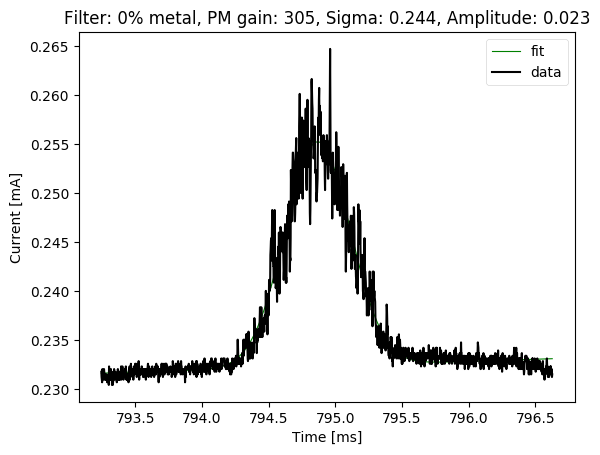 Filter: 0% metal, PM gain: 305, Sigma: 0.244, Amplitude: 0.023
fit
data
0.265
0.260
0.255
0.250
0.245
0.240
0.235
0.230
Current [mA]
793.5 794.0 794.5 795.0 795.5 796.0 796.5
Time [ms]